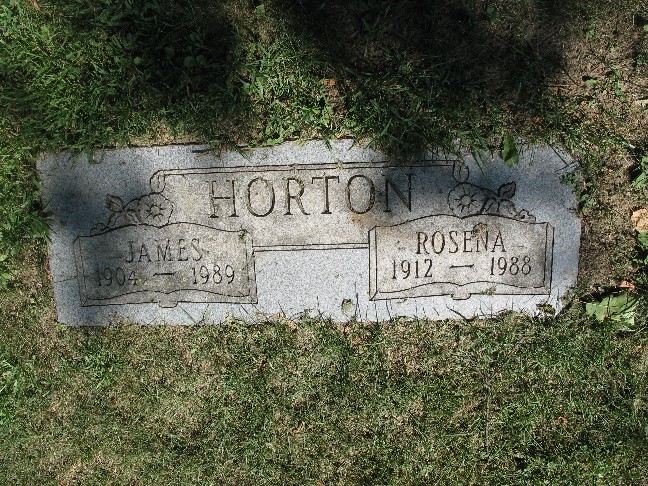 HORTON
JAMES
1904 — 1989
ROSENA
1912 — 1988